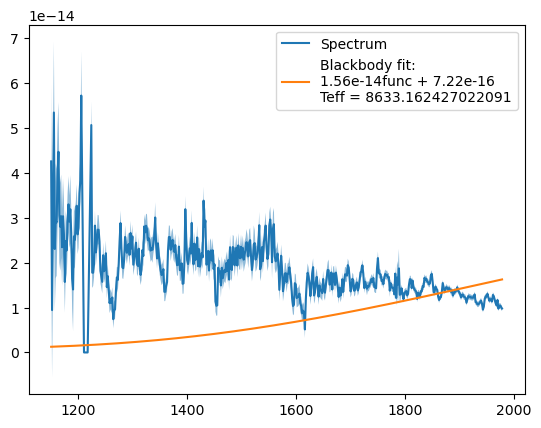 1e−14
7
6
5
4
3
2
1
0
1200 1400 1600 1800 2000
Spectrum
Blackbody fit:
1.56e-14func + 7.22e-16
Teff = 8633.162427022091